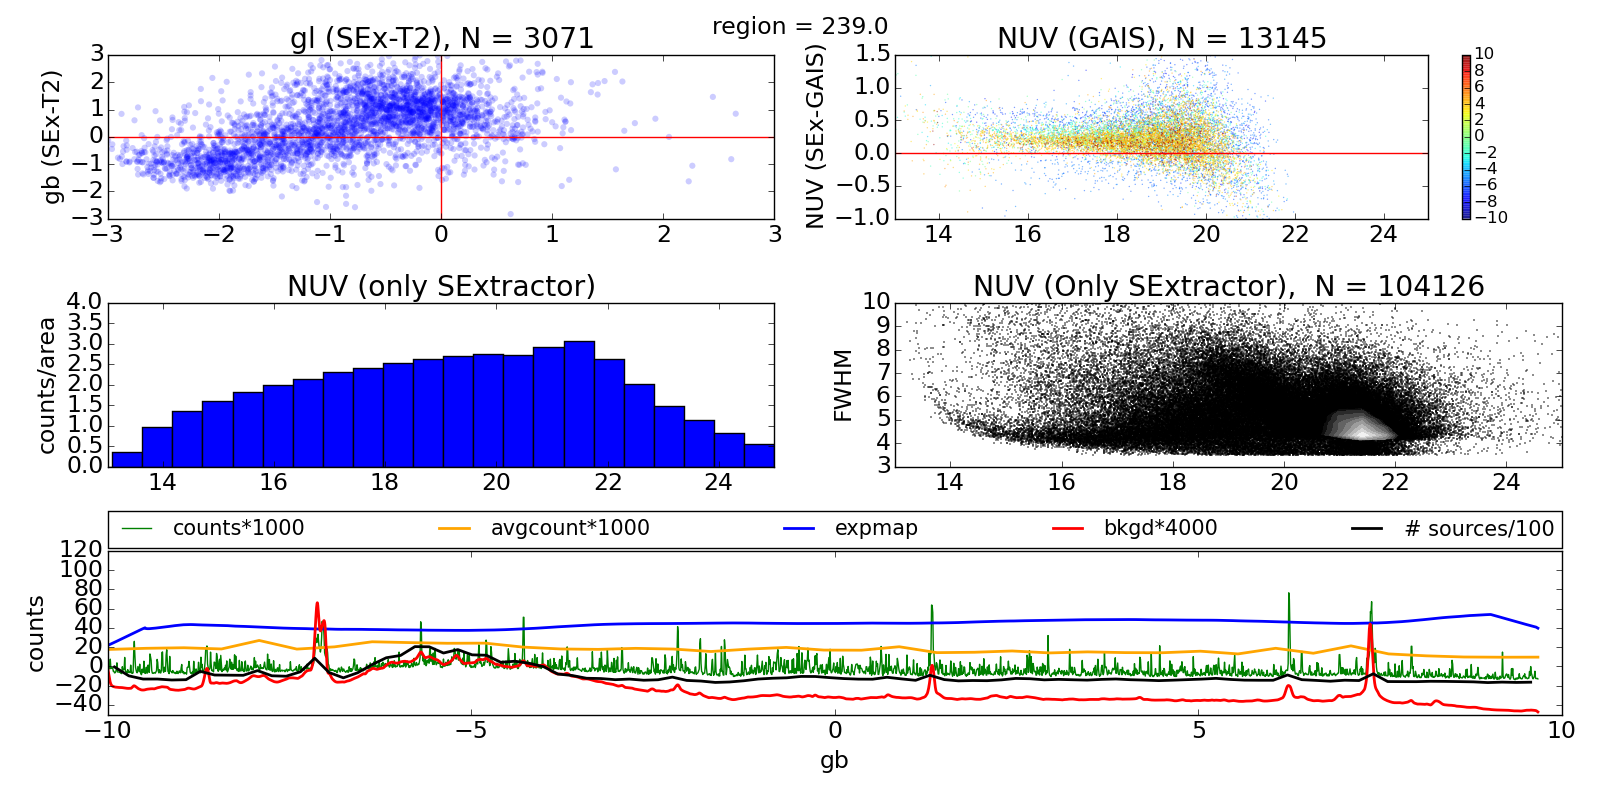 region = 239.0
gl (SEx-T2), N = 3071
gb (SEx-T2)
3
2
1
0
−1
−2
−3
−3 −2 −1 0 1 2 3
NUV (GAIS), N = 13145
NUV (SEx-GAIS)
1.5
1.0
0.5
0.0
−0.5
−1.0
14 16 18 20 22 24
10
8
6
4
2
0
−2
−4
−6
−8
−10
NUV (only SExtractor)
counts/area
4.0
3.5
3.0
2.5
2.0
1.5
1.0
0.5
0.0
14 16 18 20 22 24
NUV (Only SExtractor), N = 104126
FWHM
10
9
8
7
6
5
4
3
14 16 18 20 22 24
counts*1000 avgcount*1000 expmap bkgd*4000 # sources/100
counts
120
100
80
60
40
20
0
−20
−40
−10 −5 0 5 10
gb